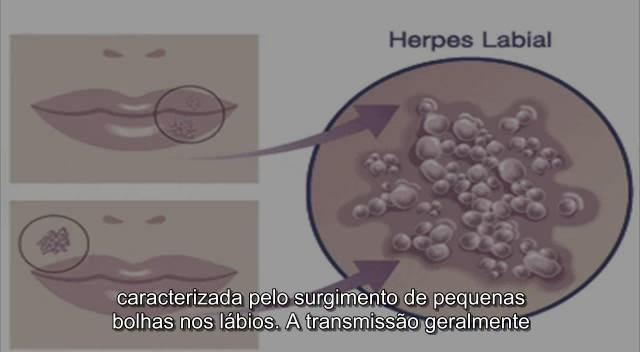 Herpes Labial
caracterizada pelo surgimento de pequenas
bolhas nos lábios. A transmissão geralmente